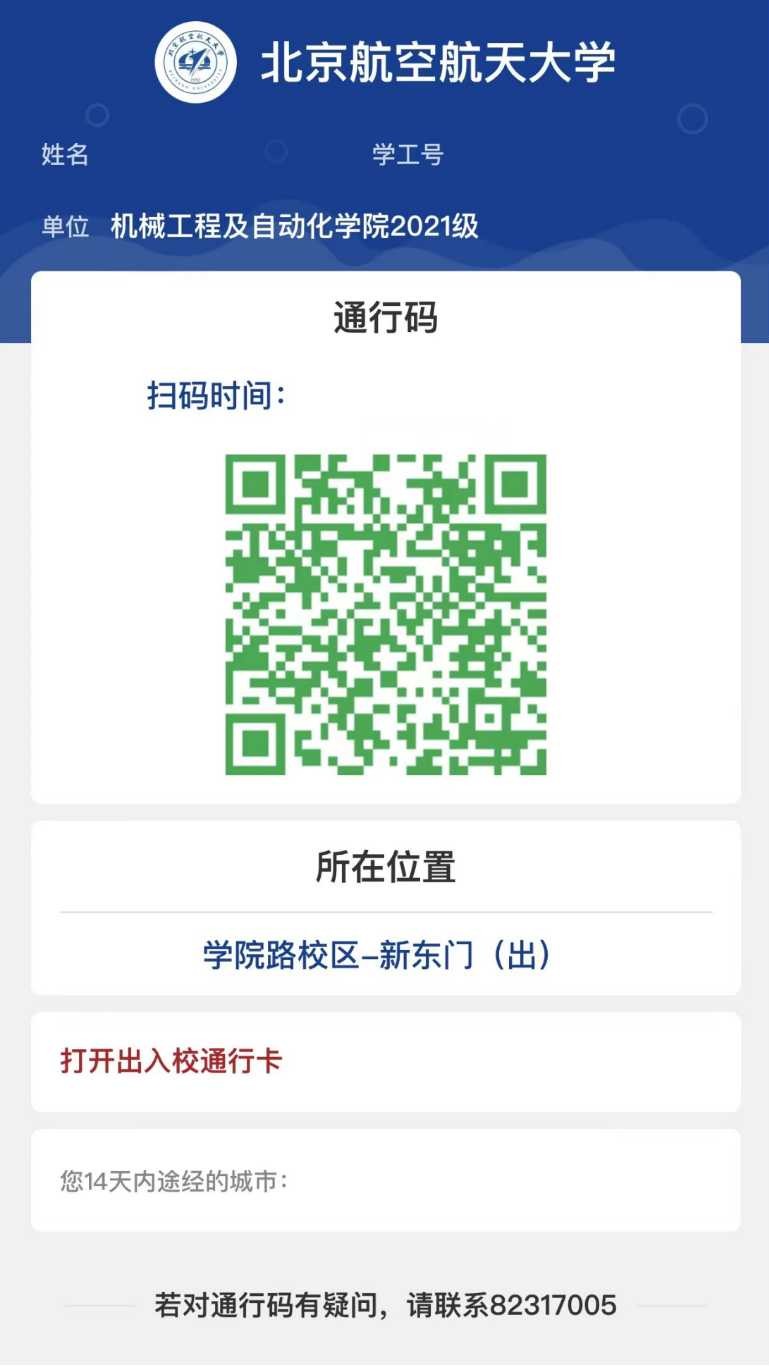 北京航空航天大学
姓名 学工号
单位 机械工程及自动化学院2021级
通行码
扫码时间：
所在位置
学院路校区-新东门（出）
打开出入校通行卡
您14天内途经的城市：
若对通行码有疑问，请联系82317005